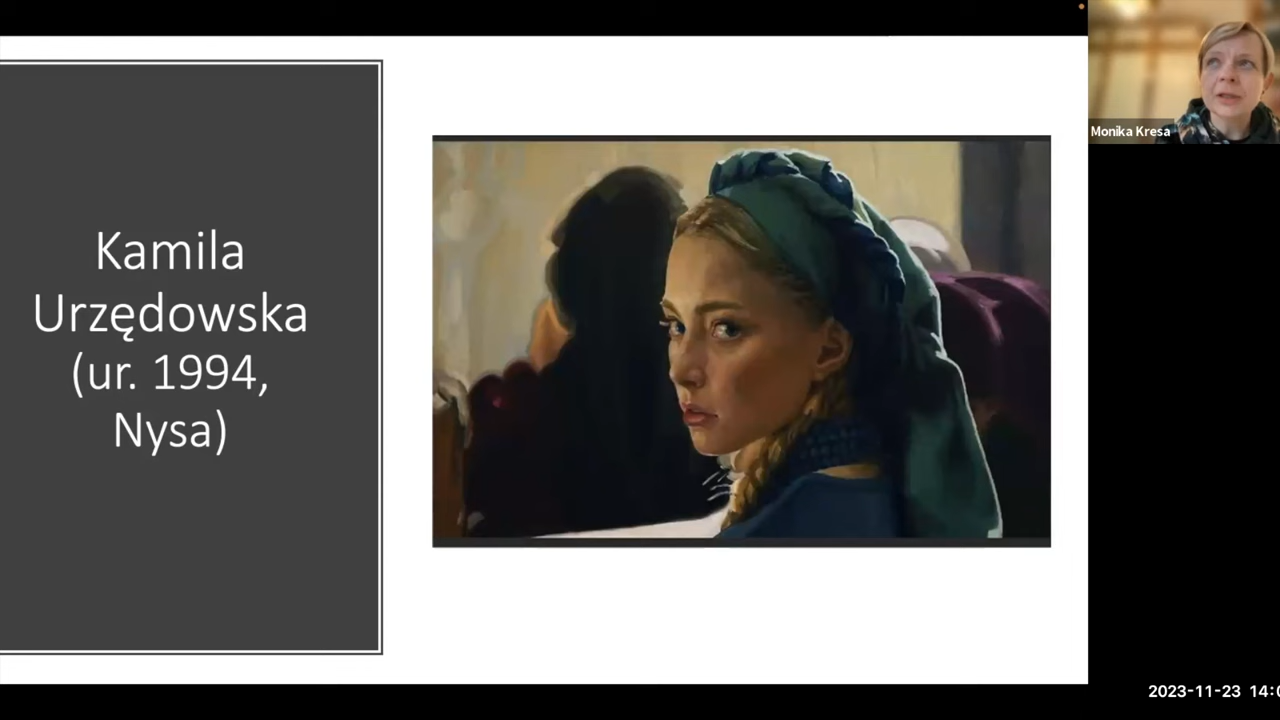 Kamila
Urzędowska
(ur. 1994,
Nysa)
Monika Kresa
2023-11-23 14:0